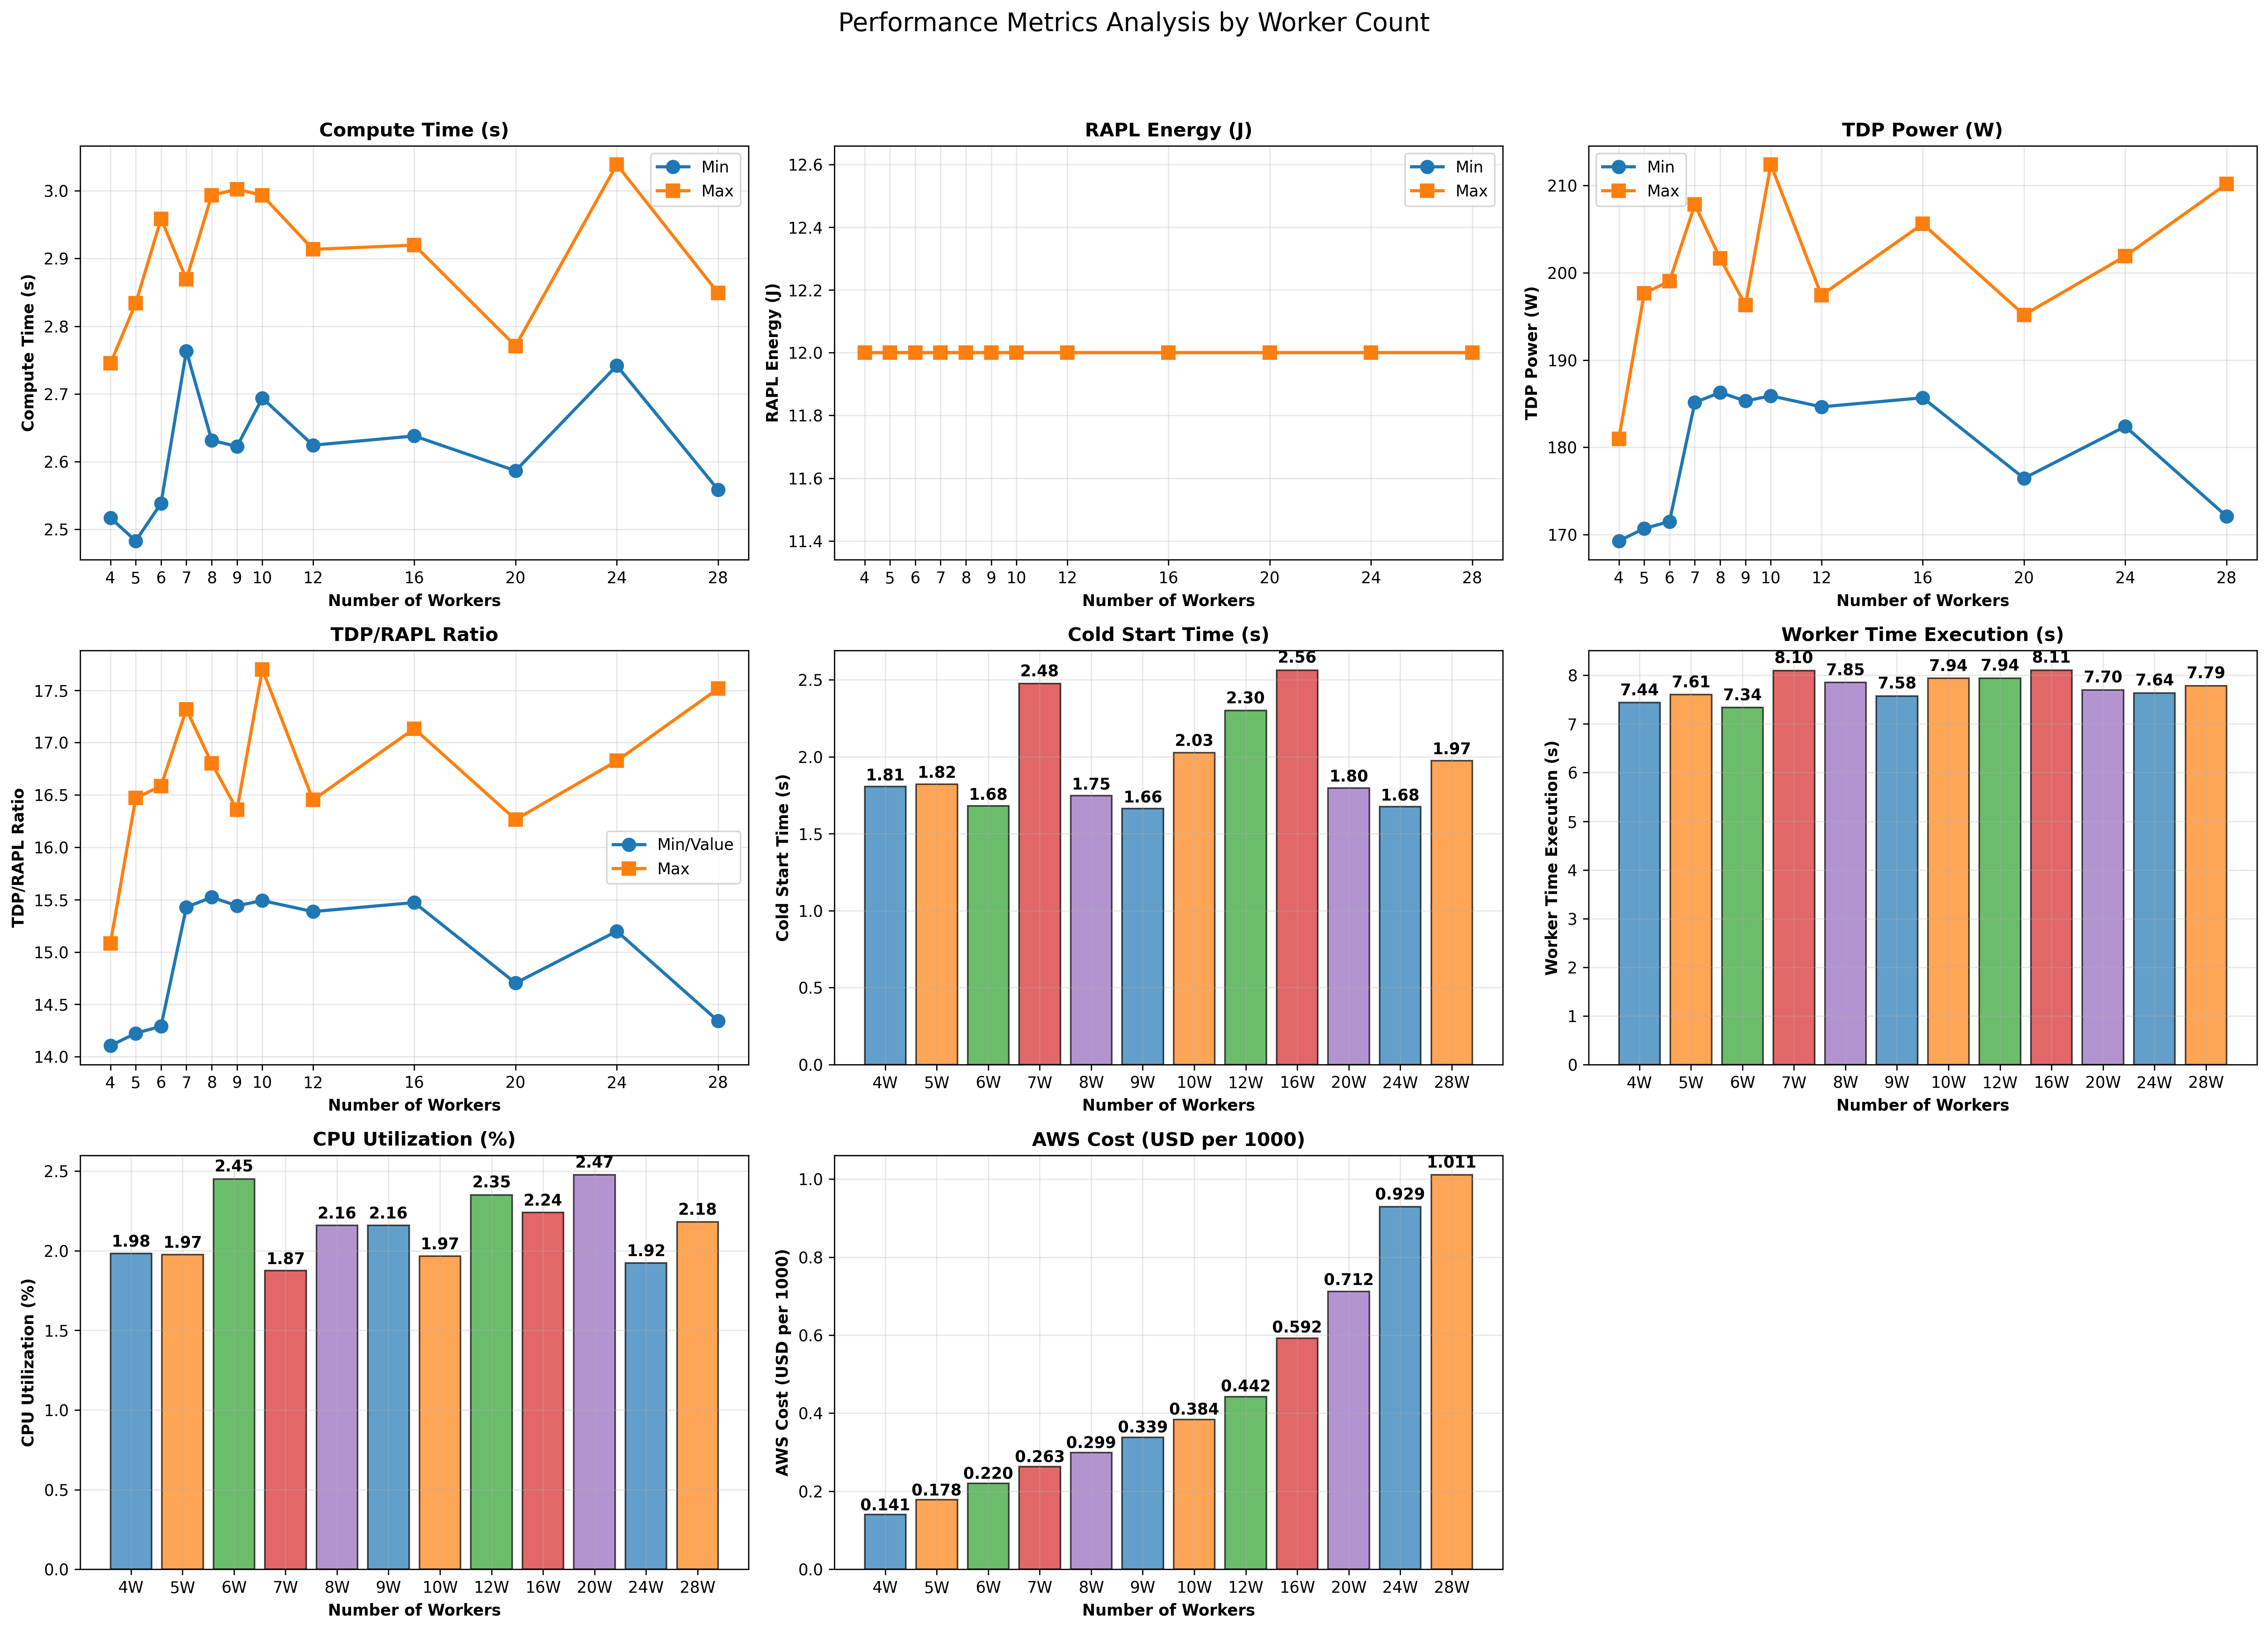 Performance Metrics Analysis by Worker Count
Compute Time (s)
Compute Time (s)
3.0
2.9
2.8
2.7
2.6
2.5
Min
Max
4 5 6 7 8 9 10 12 16 20 24 28
Number of Workers
RAPL Energy (J)
RAPL Energy (J)
12.6
12.4
12.2
12.0
11.8
11.6
11.4
Min
Max
4 5 6 7 8 9 10 12 16 20 24 28
Number of Workers
TDP Power (W)
TDP Power (W)
210
200
190
180
170
Min
Max
4 5 6 7 8 9 10 12 16 20 24 28
Number of Workers
TDP/RAPL Ratio
TDP/RAPL Ratio
17.5
17.0
16.5
16.0
15.5
15.0
14.5
14.0
Min/Value
Max
4 5 6 7 8 9 10 12 16 20 24 28
Number of Workers
Cold Start Time (s)
Cold Start Time (s)
2.5
2.0
1.5
1.0
0.5
0.0
1.81 1.82 1.68 2.48 1.75 1.66 2.03 2.30 2.56 1.80 1.68 1.97
4W 5W 6W 7W 8W 9W 10W 12W 16W 20W 24W 28W
Number of Workers
Worker Time Execution (s)
Worker Time Execution (s)
8
7
6
5
4
3
2
1
0
7.44 7.61 7.34 8.10 7.85 7.58 7.94 7.94 8.11 7.70 7.64 7.79
4W 5W 6W 7W 8W 9W 10W 12W 16W 20W 24W 28W
Number of Workers
CPU Utilization (%)
CPU Utilization (%)
2.5
2.0
1.5
1.0
0.5
0.0
1.98 1.97 2.45 1.87 2.16 2.16 1.97 2.35 2.24 2.47 1.92 2.18
4W 5W 6W 7W 8W 9W 10W 12W 16W 20W 24W 28W
Number of Workers
AWS Cost (USD per 1000)
AWS Cost (USD per 1000)
1.0
0.8
0.6
0.4
0.2
0.0
0.141 0.178 0.220 0.263 0.299 0.339 0.384 0.442 0.592 0.712 0.929 1.011
4W 5W 6W 7W 8W 9W 10W 12W 16W 20W 24W 28W
Number of Workers